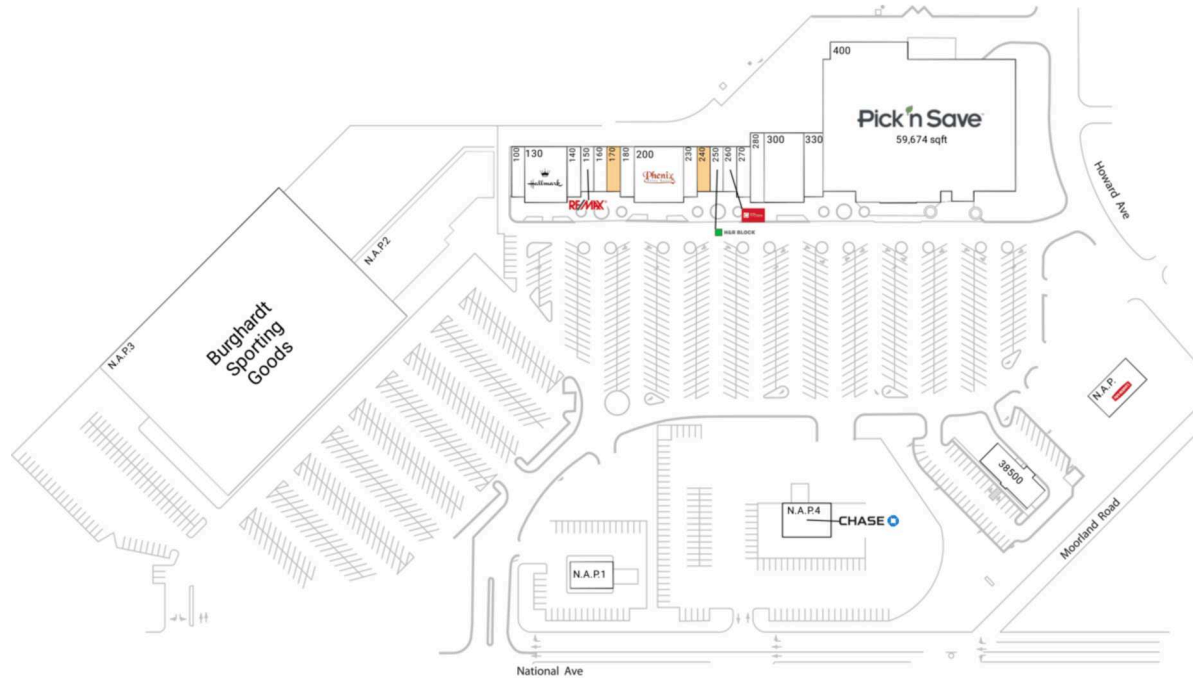 400
Pick'n Save
59,674 sqft
100
130
140
150
160
170
180
200
230
240
250
260
270
280
300
330
Hallmark
Phenix
RE/MAX
H&R BLOCK
Howard Ave
N.A.P.2
N.A.P.3
Burghardt
Sporting
Goods
N.A.P.
38500
N.A.P.4
CHASE
Moorland Road
N.A.P.1
National Ave